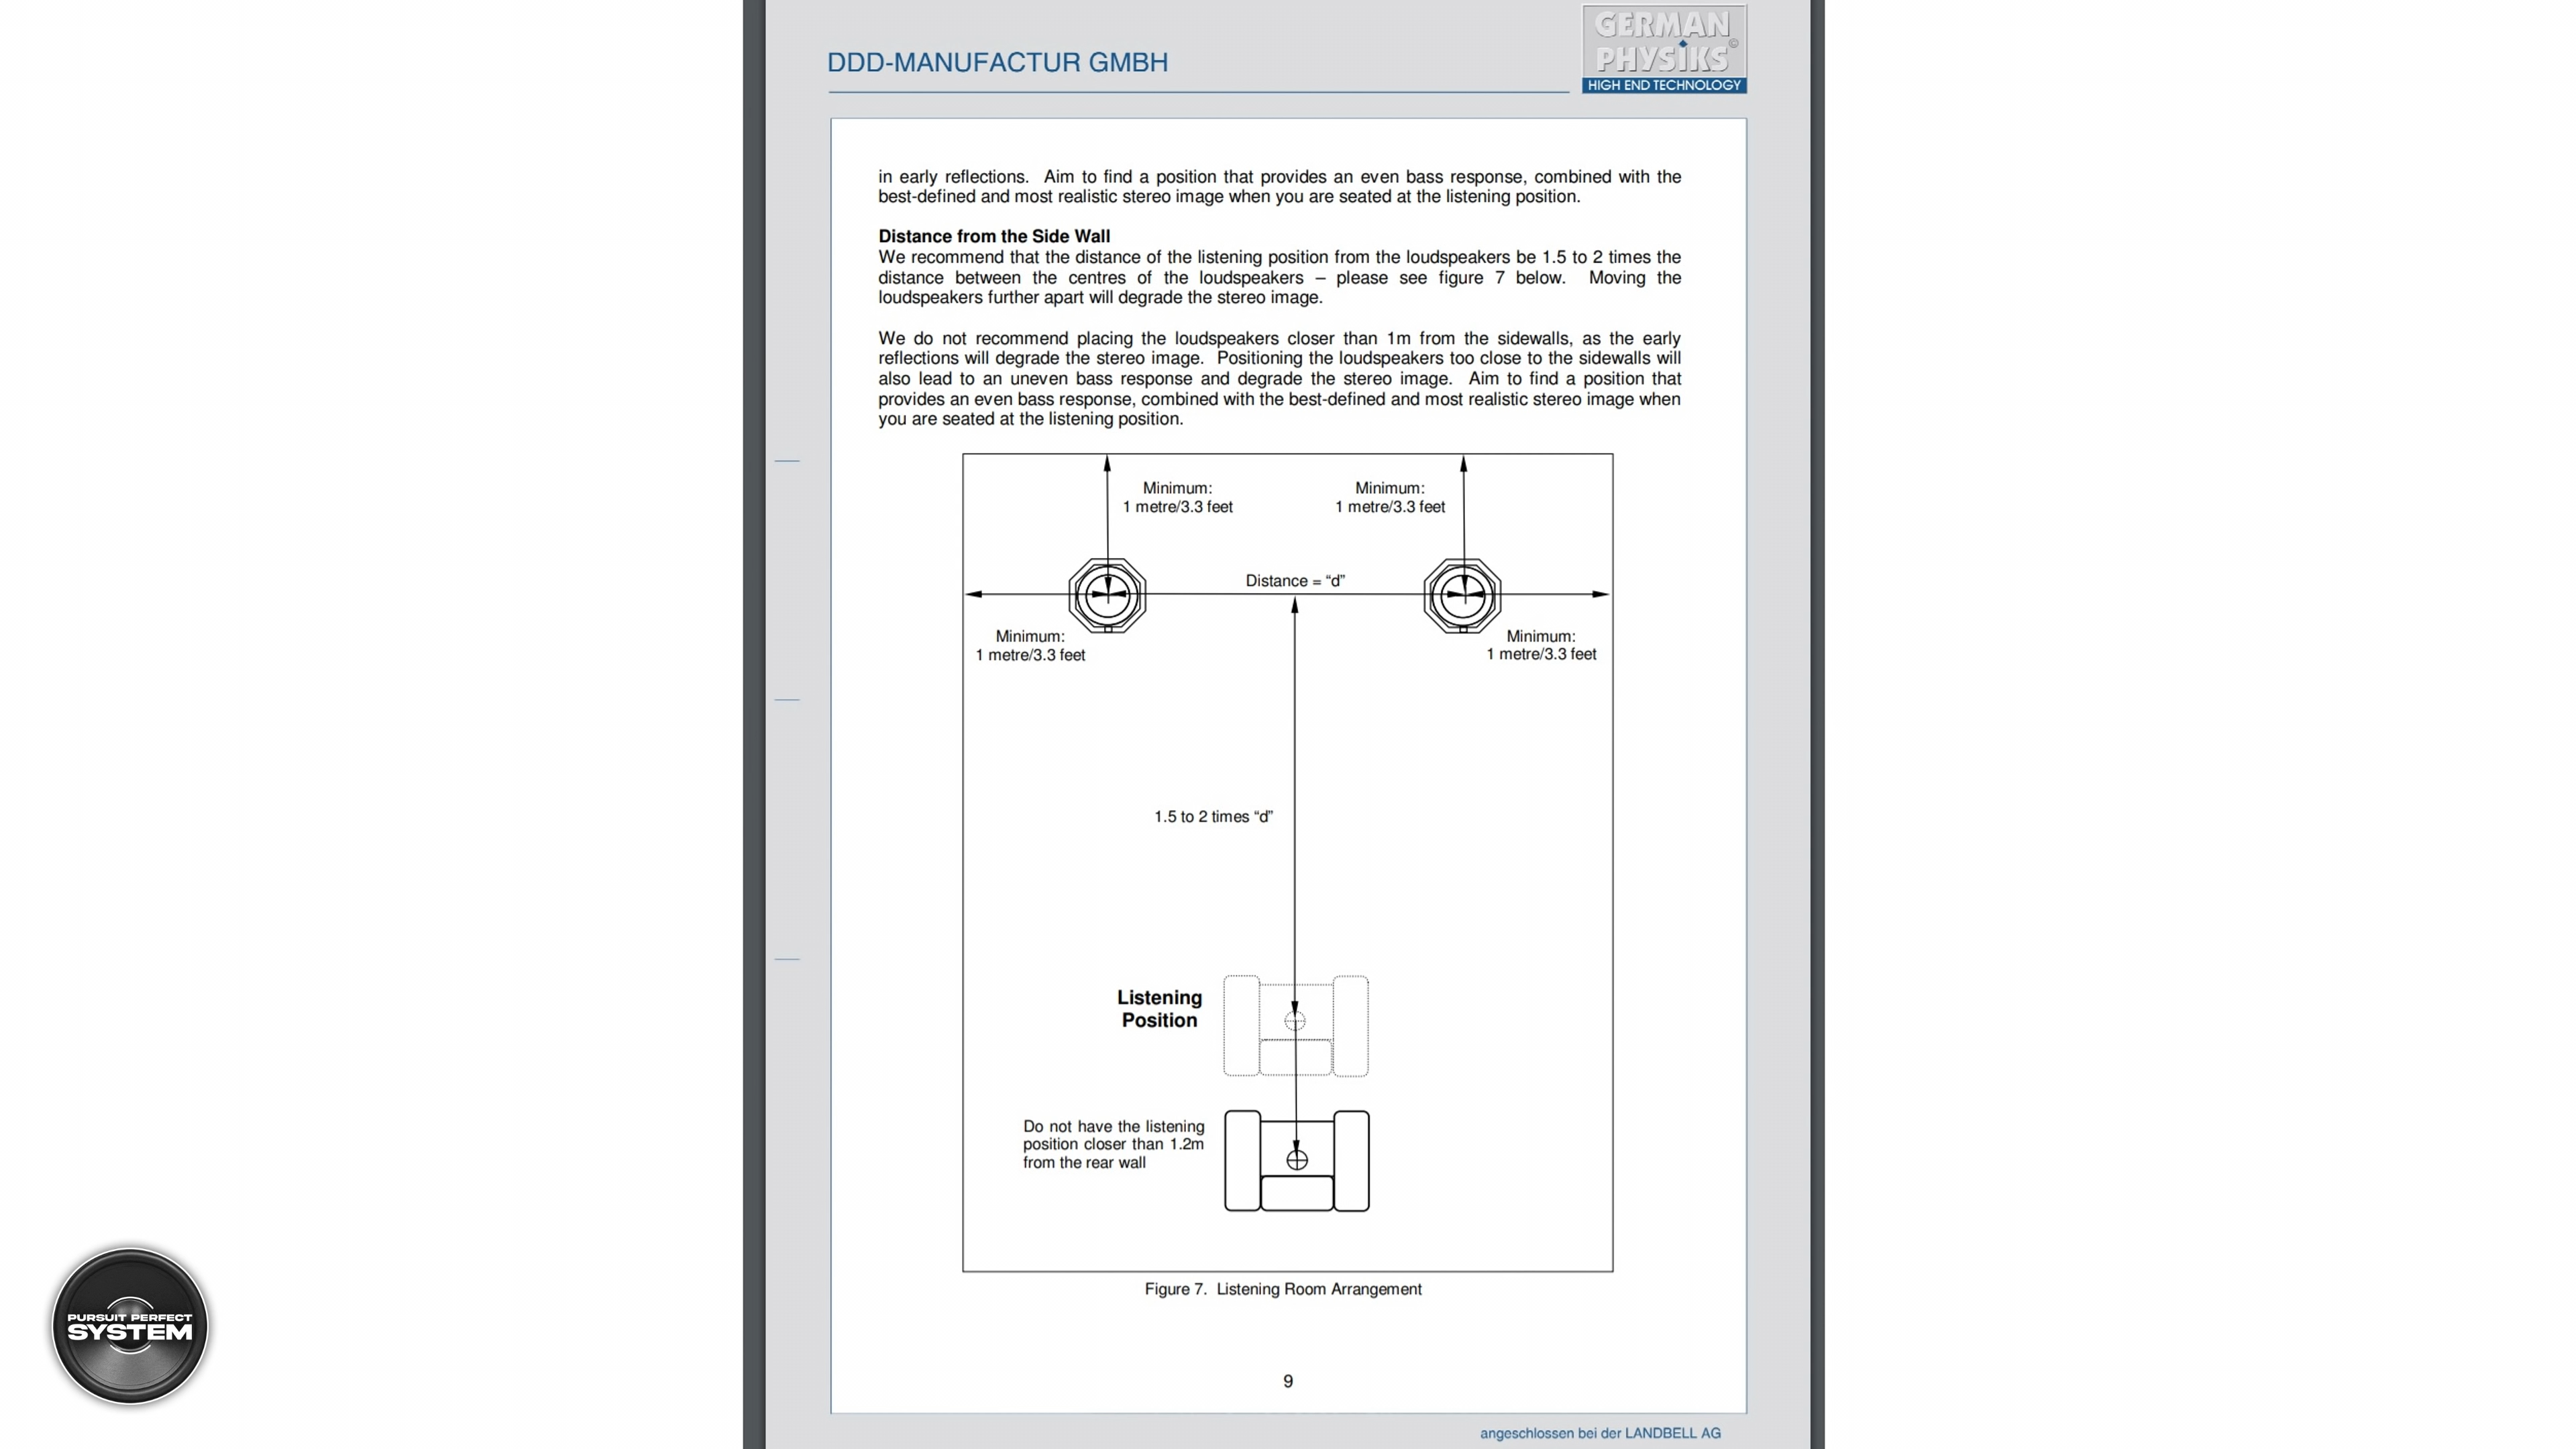 DDD-MANUFACTUR GMBH
GERMAN
PHYSiKS©
HIGH END TECHNOLOGY
in early reflections. Aim to find a position that provides an even bass response, combined with the
best-defined and most realistic stereo image when you are seated at the listening position.
Distance from the Side Wall
We recommend that the distance of the listening position from the loudspeakers be 1.5 to 2 times the
distance between the centres of the loudspeakers – please see figure 7 below. Moving the
loudspeakers further apart will degrade the stereo image.
We do not recommend placing the loudspeakers closer than 1m from the sidewalls, as the early
reflections will degrade the stereo image. Positioning the loudspeakers too close to the sidewalls will
also lead to an uneven bass response and degrade the stereo image. Aim to find a position that
provides an even bass response, combined with the best-defined and most realistic stereo image when
you are seated at the listening position.
Minimum:
1 metre/3.3 feet
Minimum:
1 metre/3.3 feet
Distance = “d”
Minimum:
1 metre/3.3 feet
Minimum:
1 metre/3.3 feet
1.5 to 2 times “d”
Listening
Position
Do not have the listening
position closer than 1.2m
from the rear wall
Figure 7. Listening Room Arrangement
9
angeschlossen bei der LANDBELL AG
PURSUIT PERFECT
SYSTEM